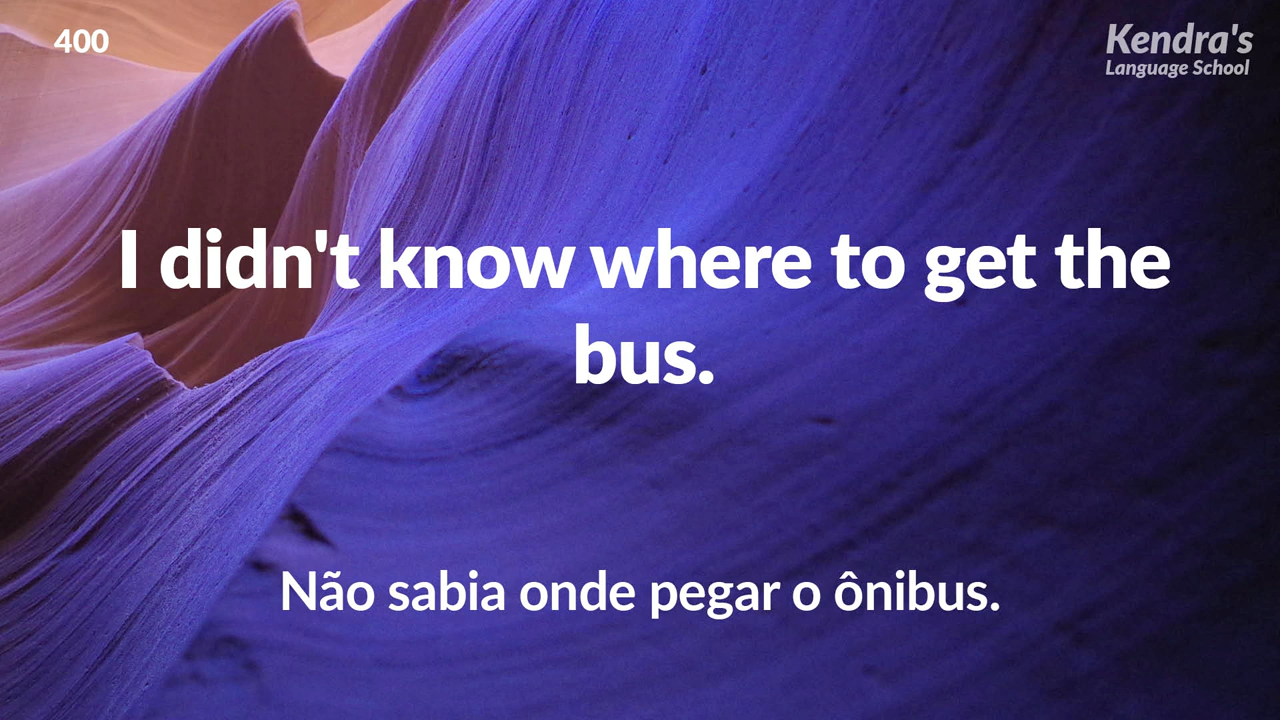 400
Kendra's
Language School
I didn't know where to get the
bus.
Não sabia onde pegar o ônibus.